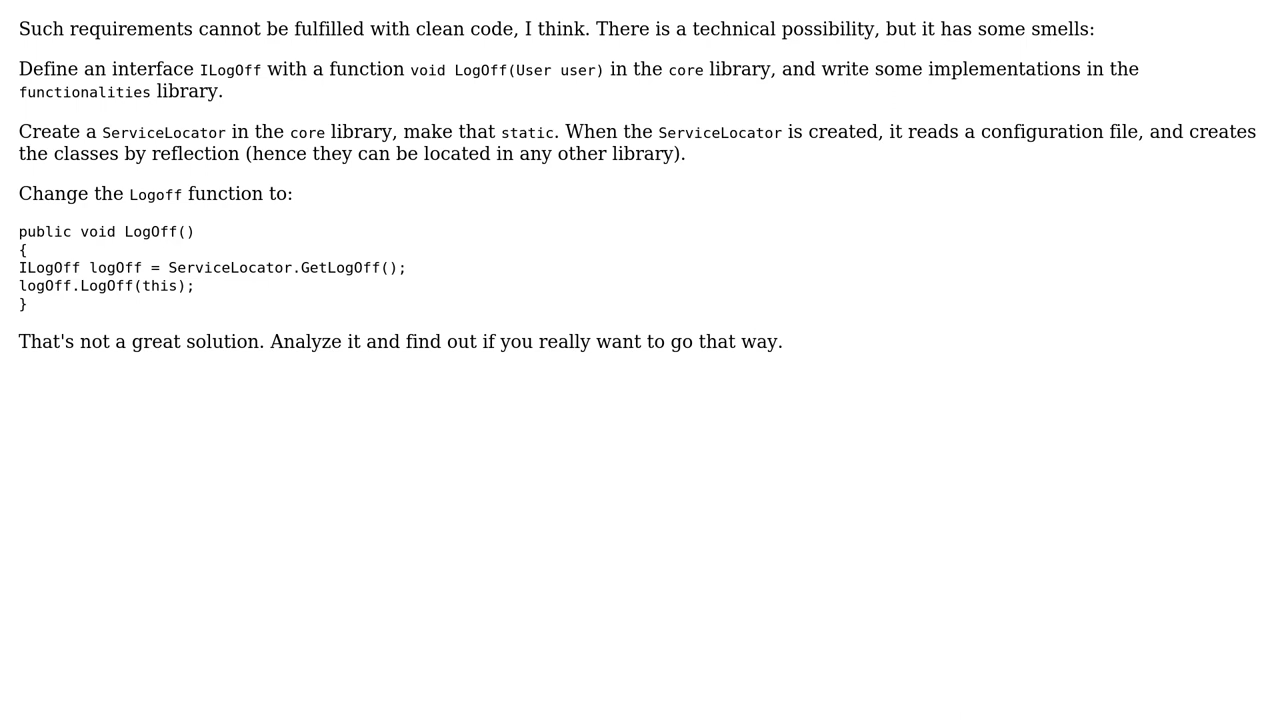 Such requirements cannot be fulfilled with clean code, I think. There is a technical possibility, but it has some smells:
Define an interface ILogOff with a function void LogOff(User user) in the core library, and write some implementations in the
functionalities library.
Create a ServiceLocator in the core library, make that static. When the ServiceLocator is created, it reads a configuration file, and creates
the classes by reflection (hence they can be located in any other library).
Change the Logoff function to:
public void LogOff()
{
ILogOff logOff = ServiceLocator.GetLogOff();
logOff.LogOff(this);
}
That's not a great solution. Analyze it and find out if you really want to go that way.